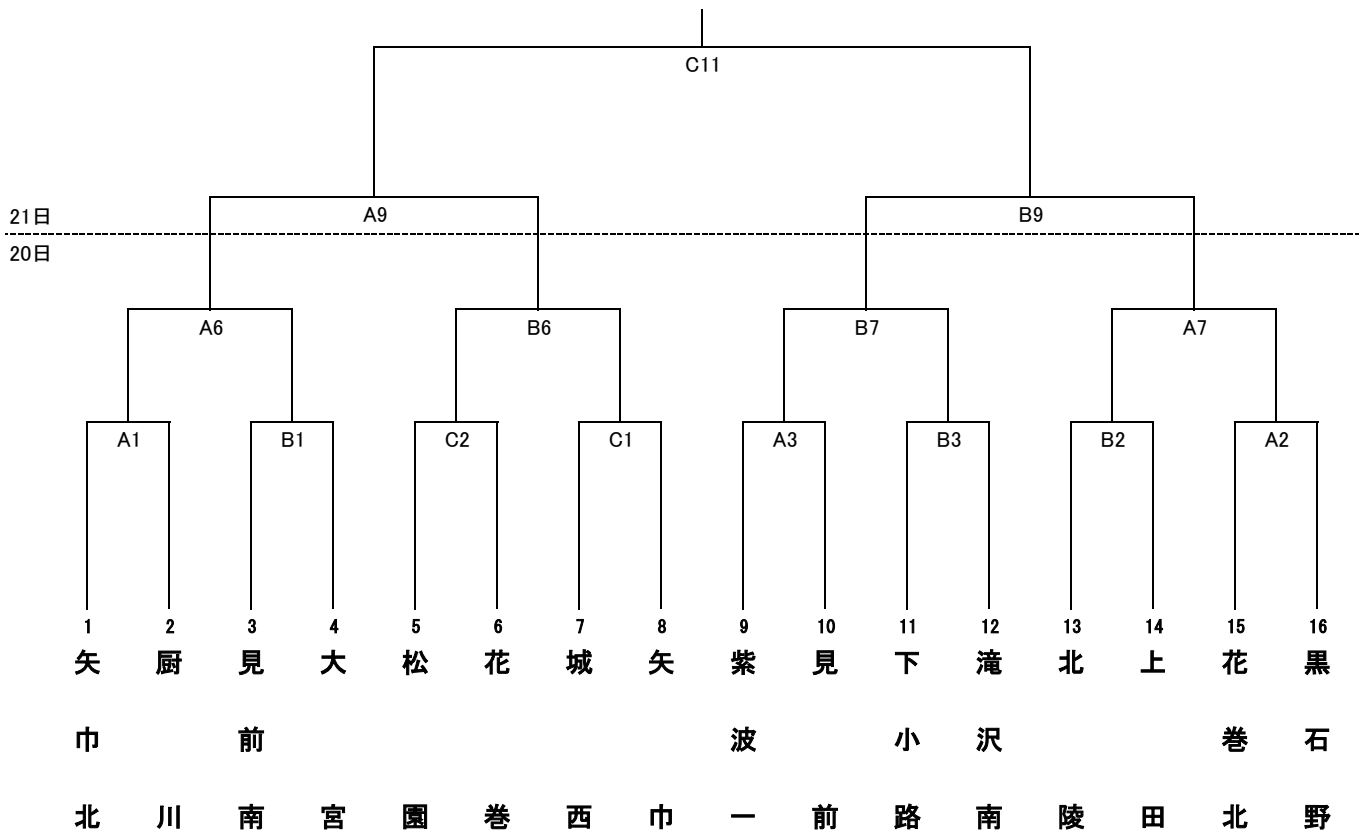 C11
21日
A9
B9
20日
A6
B6
B7
A7
A1
B1
C2
C1
A3
B3
B2
A2
1 2 3 4 5 6 7 8 9 10 11 12 13 14 15 16
矢巾北
厨川
見前南
大宮
松園
花巻
城西
矢巾
紫波一
見前
下小路
滝沢南
北陵
上田
花巻北
黒石野